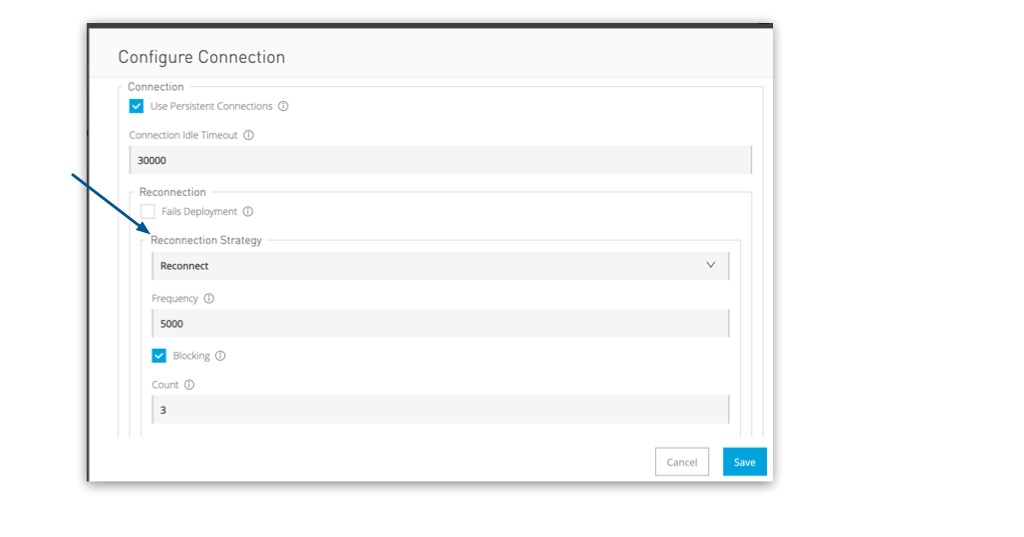 Configure Connection
Connection
Use Persistent Connections
Connection Idle Timeout
30000
Reconnection
Fails Deployment
Reconnection Strategy
Reconnect
Frequency
5000
Blocking
Count
3
Cancel Save